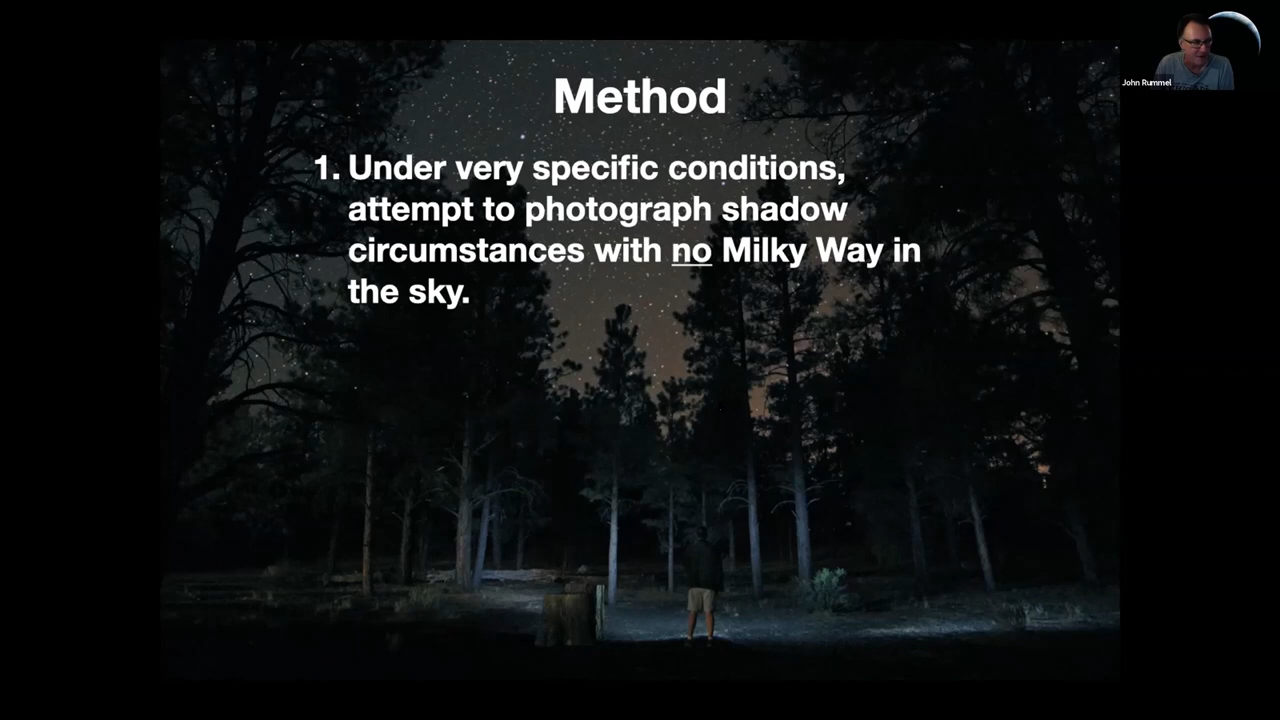 Method
1. Under very specific conditions,
attempt to photograph shadow
circumstances with no Milky Way in
the sky.
John Rummel